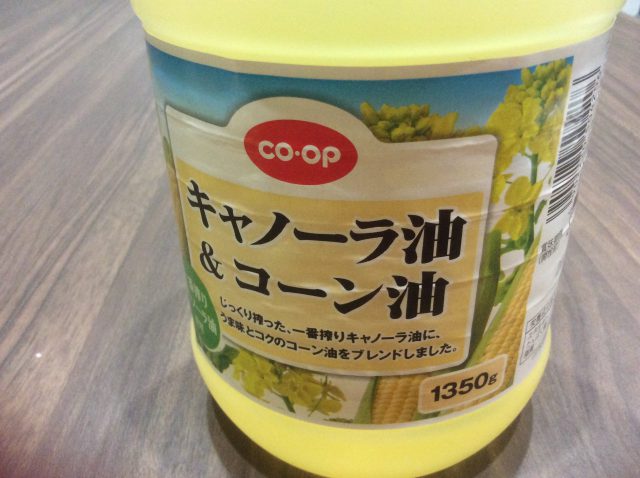 CO・OP
キャノーラ油
&コーン油
じっくり搾った、一番搾りキャノーラ油に、
うま味とコクのコーン油をブレンドしました。
1350g